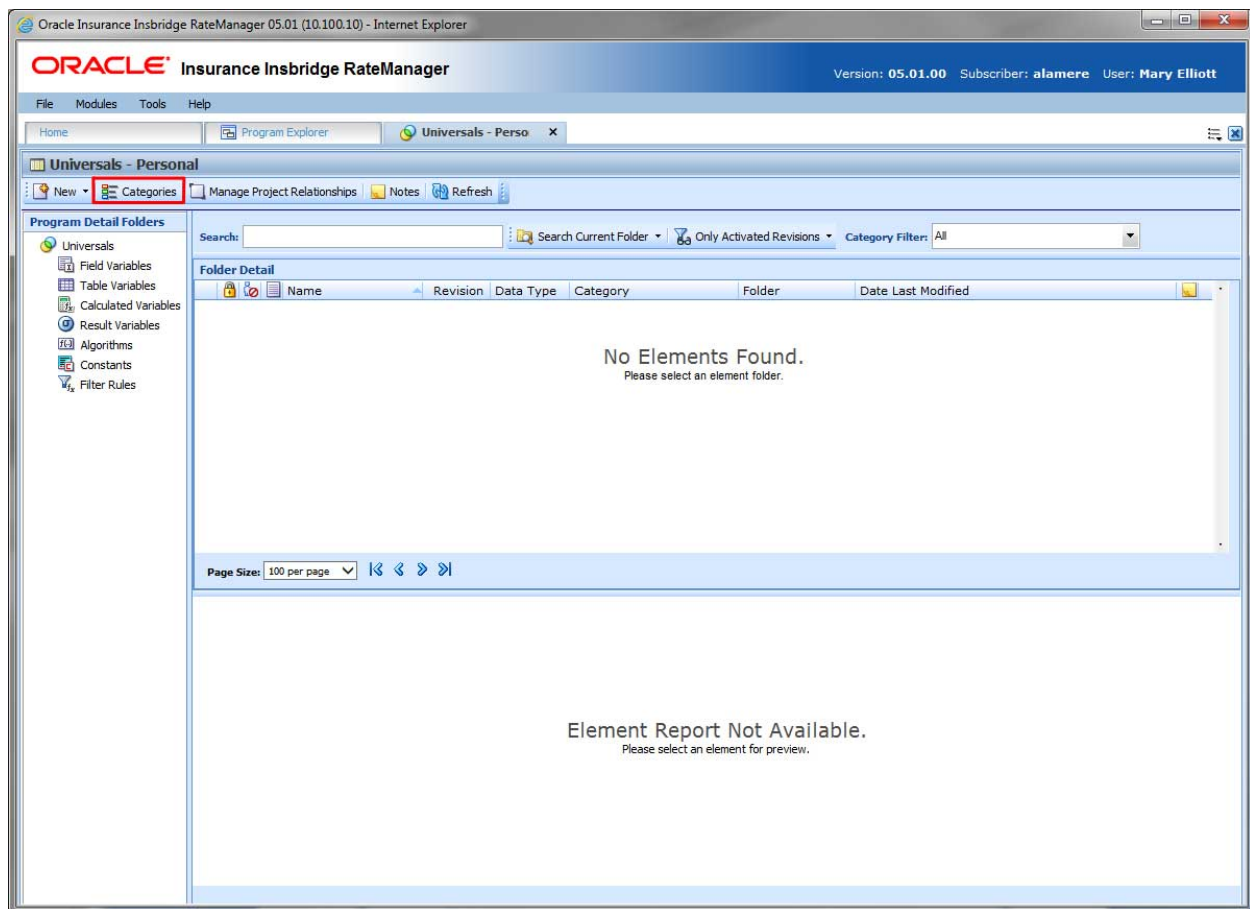 Oracle Insurance Insbridge RateManager 05.01 (10.100.10) - Internet Explorer
ORACLE® Insurance Insbridge RateManager
Version: 05.01.00 Subscriber: alamere User: Mary Elliott
File Modules Tools Help
Home Program Explorer Universals - Perso
Universals - Personal
New Categories Manage Project Relationships Notes Refresh
Program Detail Folders
Universals
Field Variables
Table Variables
Calculated Variables
Result Variables
Algorithms
Constants
Filter Rules
Search: Search Current Folder Only Activated Revisions Category Filter: All
Folder Detail
Name Revision Data Type Category Folder Date Last Modified
No Elements Found.
Please select an element folder.
Page Size: 100 per page
Element Report Not Available.
Please select an element for preview.